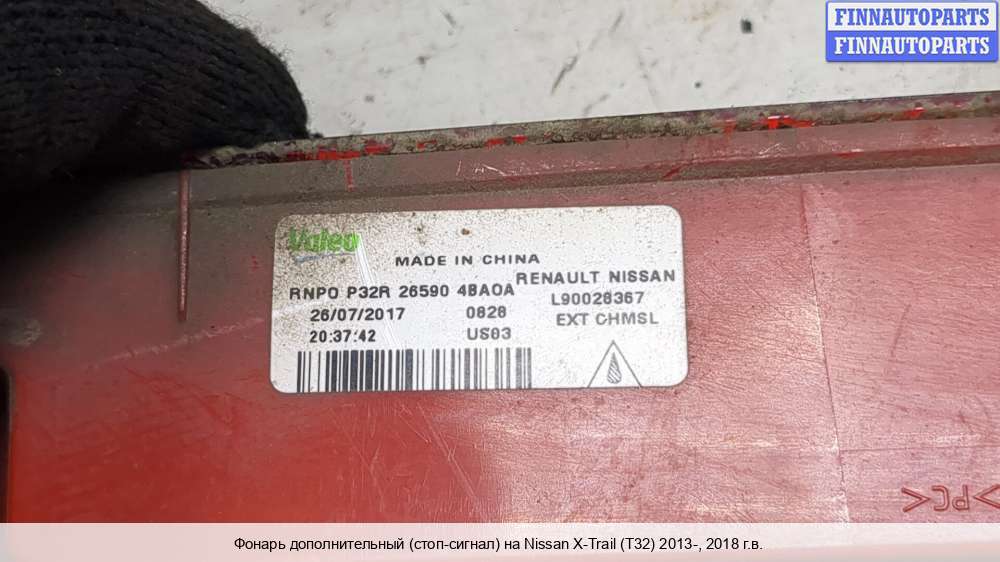 FINNAUTOPARTS
FINNAUTOPARTS
Valeo
MADE IN CHINA
RENAULT NISSAN
RNPO P32R 26590 4BA0A
L90028367
26/07/2017 0828
EXT CHMSL
20:37:42 US83
>PC<
Фонарь дополнительный (стоп-сигнал) на Nissan X-Trail (T32) 2013-, 2018 г.в.